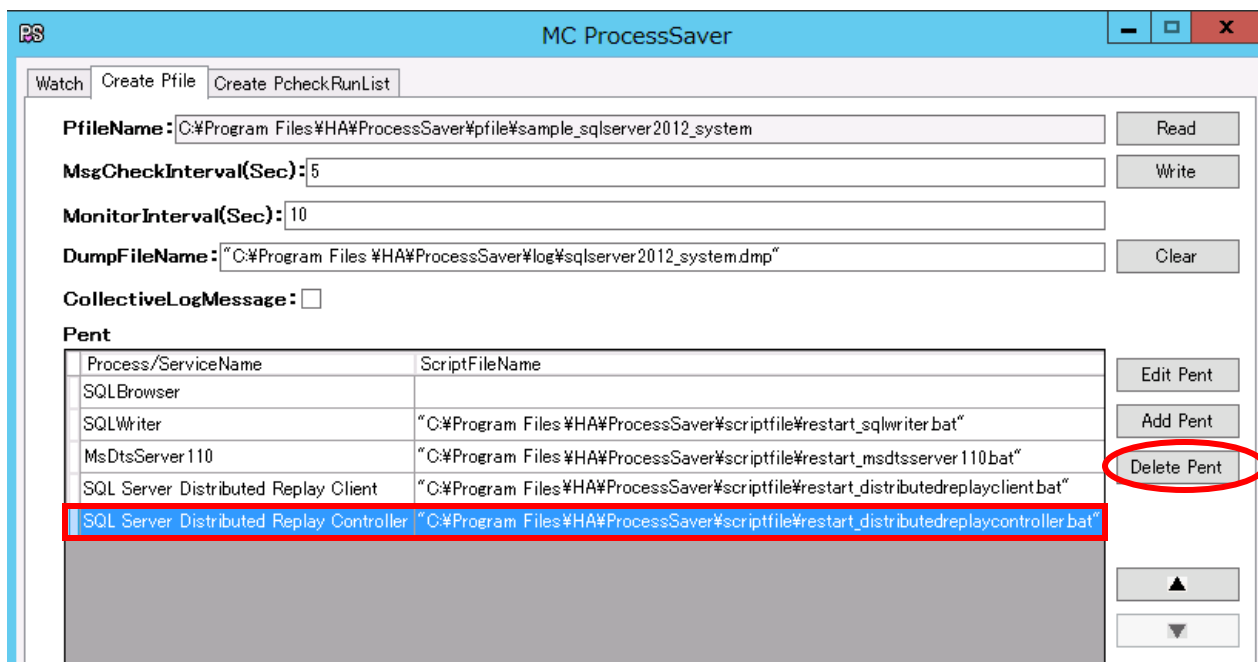 PS
MC ProcessSaver
x
Watch Create Pfile Create PcheckRunList
PfileName: C:¥Program Files¥HA¥ProcessSaver¥pfile¥sample_sqlserver2012_system Read
MsgCheckInterval(Sec): 5 Write
MonitorInterval(Sec): 10
DumpFileName: "C:¥Program Files ¥HA¥ProcessSaver¥log¥sqlserver2012_system.dmp" Clear
CollectiveLogMessage:
Pent
Process/ServiceName ScriptFileName
Edit Pent
SQLBrowser
SQLWriter "C:¥Program Files ¥HA¥ProcessSaver¥scriptfile¥restart_sqlwriter.bat" Add Pent
MsDtsServer110 "C:¥Program Files ¥HA¥ProcessSaver¥scriptfile¥restart_msdtsserver110.bat" Delete Pent
SQL Server Distributed Replay Client "C:¥Program Files¥HA¥ProcessSaver¥scriptfile¥restart_distributedreplayclient.bat"
SQL Server Distributed Replay Controller "C:¥Program Files¥HA¥ProcessSaver¥scriptfile¥restart_distributedreplaycontroller.bat"
▲
▼